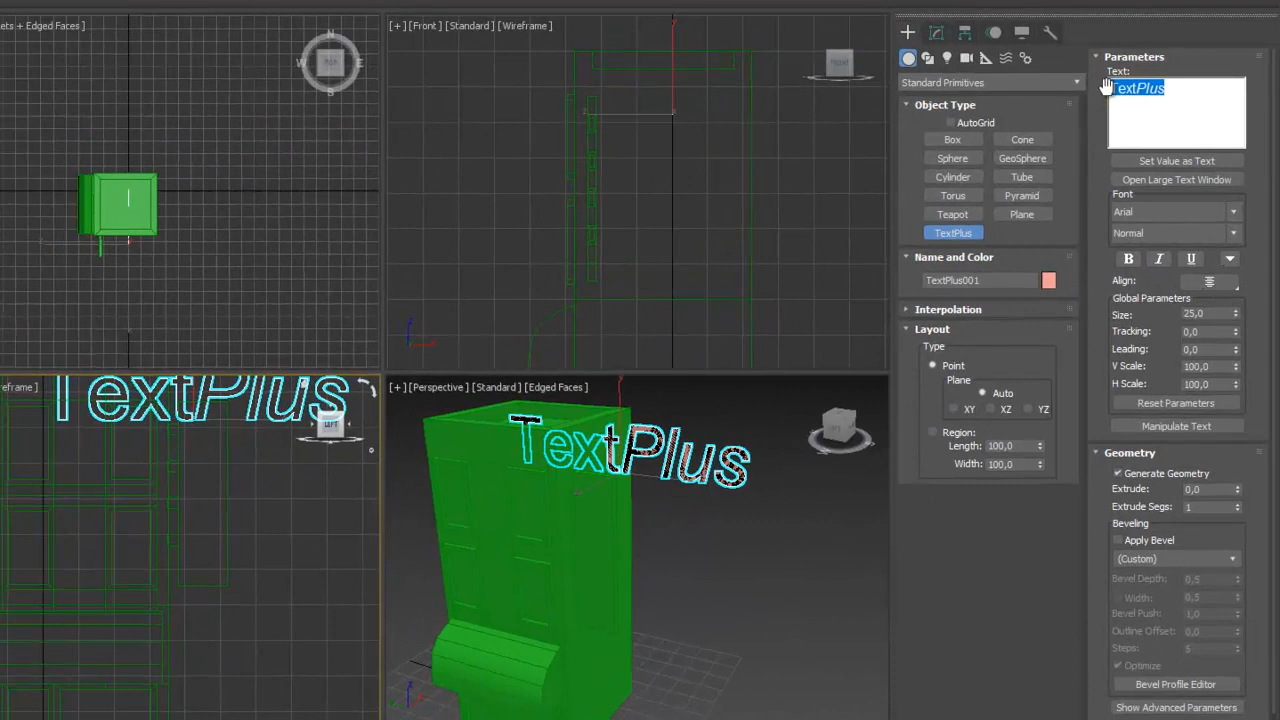 ets + Edged Faces ]
N
W
E
S
[+] [Front ] [Standard ] [Wireframe ]
FRONT
Standard Primitives
Object Type
AutoGrid
Box
Cone
Sphere
GeoSphere
Cylinder
Tube
Torus
Pyramid
Teapot
Plane
TextPlus
Name and Color
TextPlus001
Interpolation
Layout
Type
Point
Plane
Auto
XY
XZ
YZ
Region:
Length: 100,0
Width: 100,0
Parameters
Text:
TextPlus
Set Value as Text
Open Large Text Window
Font
Arial
Normal
B I U
Align:
Global Parameters
Size: 25,0
Tracking: 0,0
Leading: 0,0
V Scale: 100,0
H Scale: 100,0
Reset Parameters
Manipulate Text
Geometry
Generate Geometry
Extrude: 0,0
Extrude Segs: 1
Beveling
Apply Bevel
(Custom)
Bevel Depth: 0,5
Width: 0,5
Bevel Push: 1,0
Outline Offset: 0,0
Steps: 5
Optimize
Bevel Profile Editor
Show Advanced Parameters
reframe ]
TextPlus
LEFT
[+] [Perspective ] [Standard ] [Edged Faces ]
TextPlus